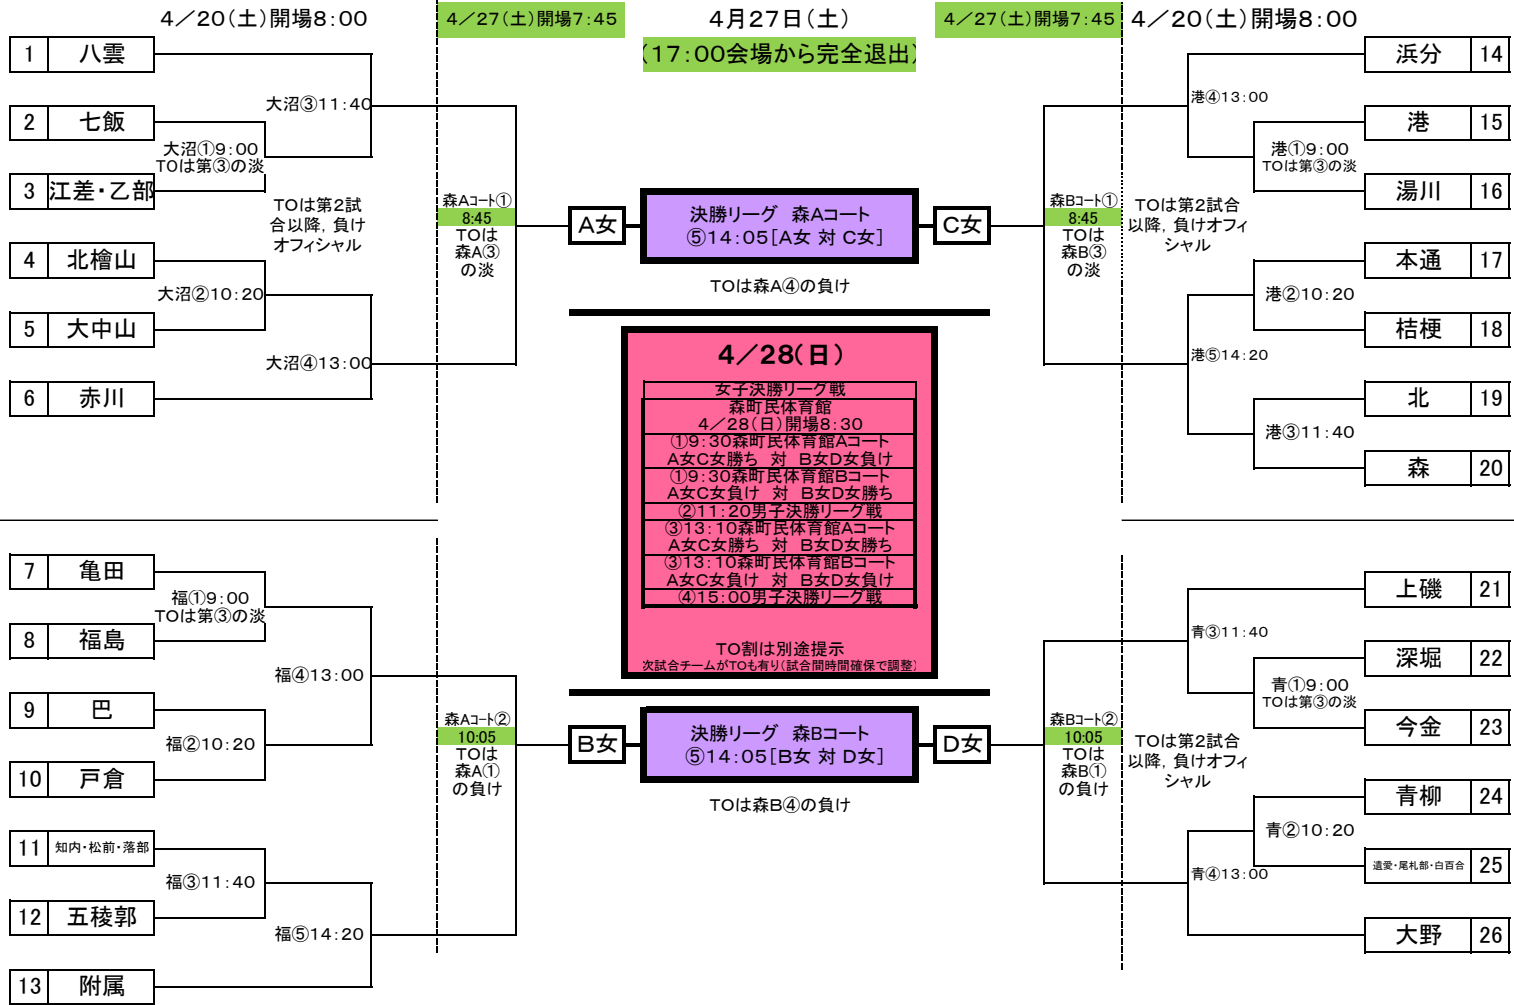 4／20(土)開場8:00
4／27(土)開場7:45
4月27日(土)
4／27(土)開場7:45
4／20(土)開場8:00
(17:00会場から完全退出)
1 八雲
大沼③11:40
2 七飯
大沼①9:00
TOは第③の淡
3 江差・乙部
TOは第2試
合以降, 負け
オフィシャル
4 北檜山
大沼②10:20
5 大中山
大沼④13:00
6 赤川
森Aコート①
8:45
TOは
森A③
の淡
A女
決勝リーグ 森Aコート
⑤14:05[A女 対 C女]
C女
TOは森A④の負け
森Bコート①
8:45
TOは
森B③
の淡
浜分 14
港④13:00
港 15
港①9:00
TOは第③の淡
湯川 16
TOは第2試合
以降, 負けオフィ
シャル
本通 17
港②10:20
桔梗 18
港⑤14:20
北 19
港③11:40
森 20
4／28(日)
女子決勝リーグ戦
森町民体育館
4／28(日)開場8:30
①9:30森町民体育館Aコート
A女C女勝ち 対 B女D女負け
①9:30森町民体育館Bコート
A女C女負け 対 B女D女勝ち
②11:20男子決勝リーグ戦
③13:10森町民体育館Aコート
A女C女勝ち 対 B女D女勝ち
③13:10森町民体育館Bコート
A女C女負け 対 B女D女負け
④15:00男子決勝リーグ戦
TO割は別途提示
次試合チームがTOも有り(試合間時間確保で調整)
7 亀田
福①9:00
TOは第③の淡
8 福島
福④13:00
9 巴
福②10:20
10 戸倉
11 知内・松前・落部
福③11:40
12 五稜郭
福⑤14:20
13 附属
森Aコート②
10:05
TOは
森A①
の負け
B女
決勝リーグ 森Bコート
⑤14:05[B女 対 D女]
D女
TOは森B④の負け
森Bコート②
10:05
TOは
森B①
の負け
上磯 21
青③11:40
深堀 22
青①9:00
TOは第③の淡
今金 23
TOは第2試合
以降, 負けオフィ
シャル
青柳 24
青②10:20
遺愛・尾札部・白百合 25
青④13:00
大野 26